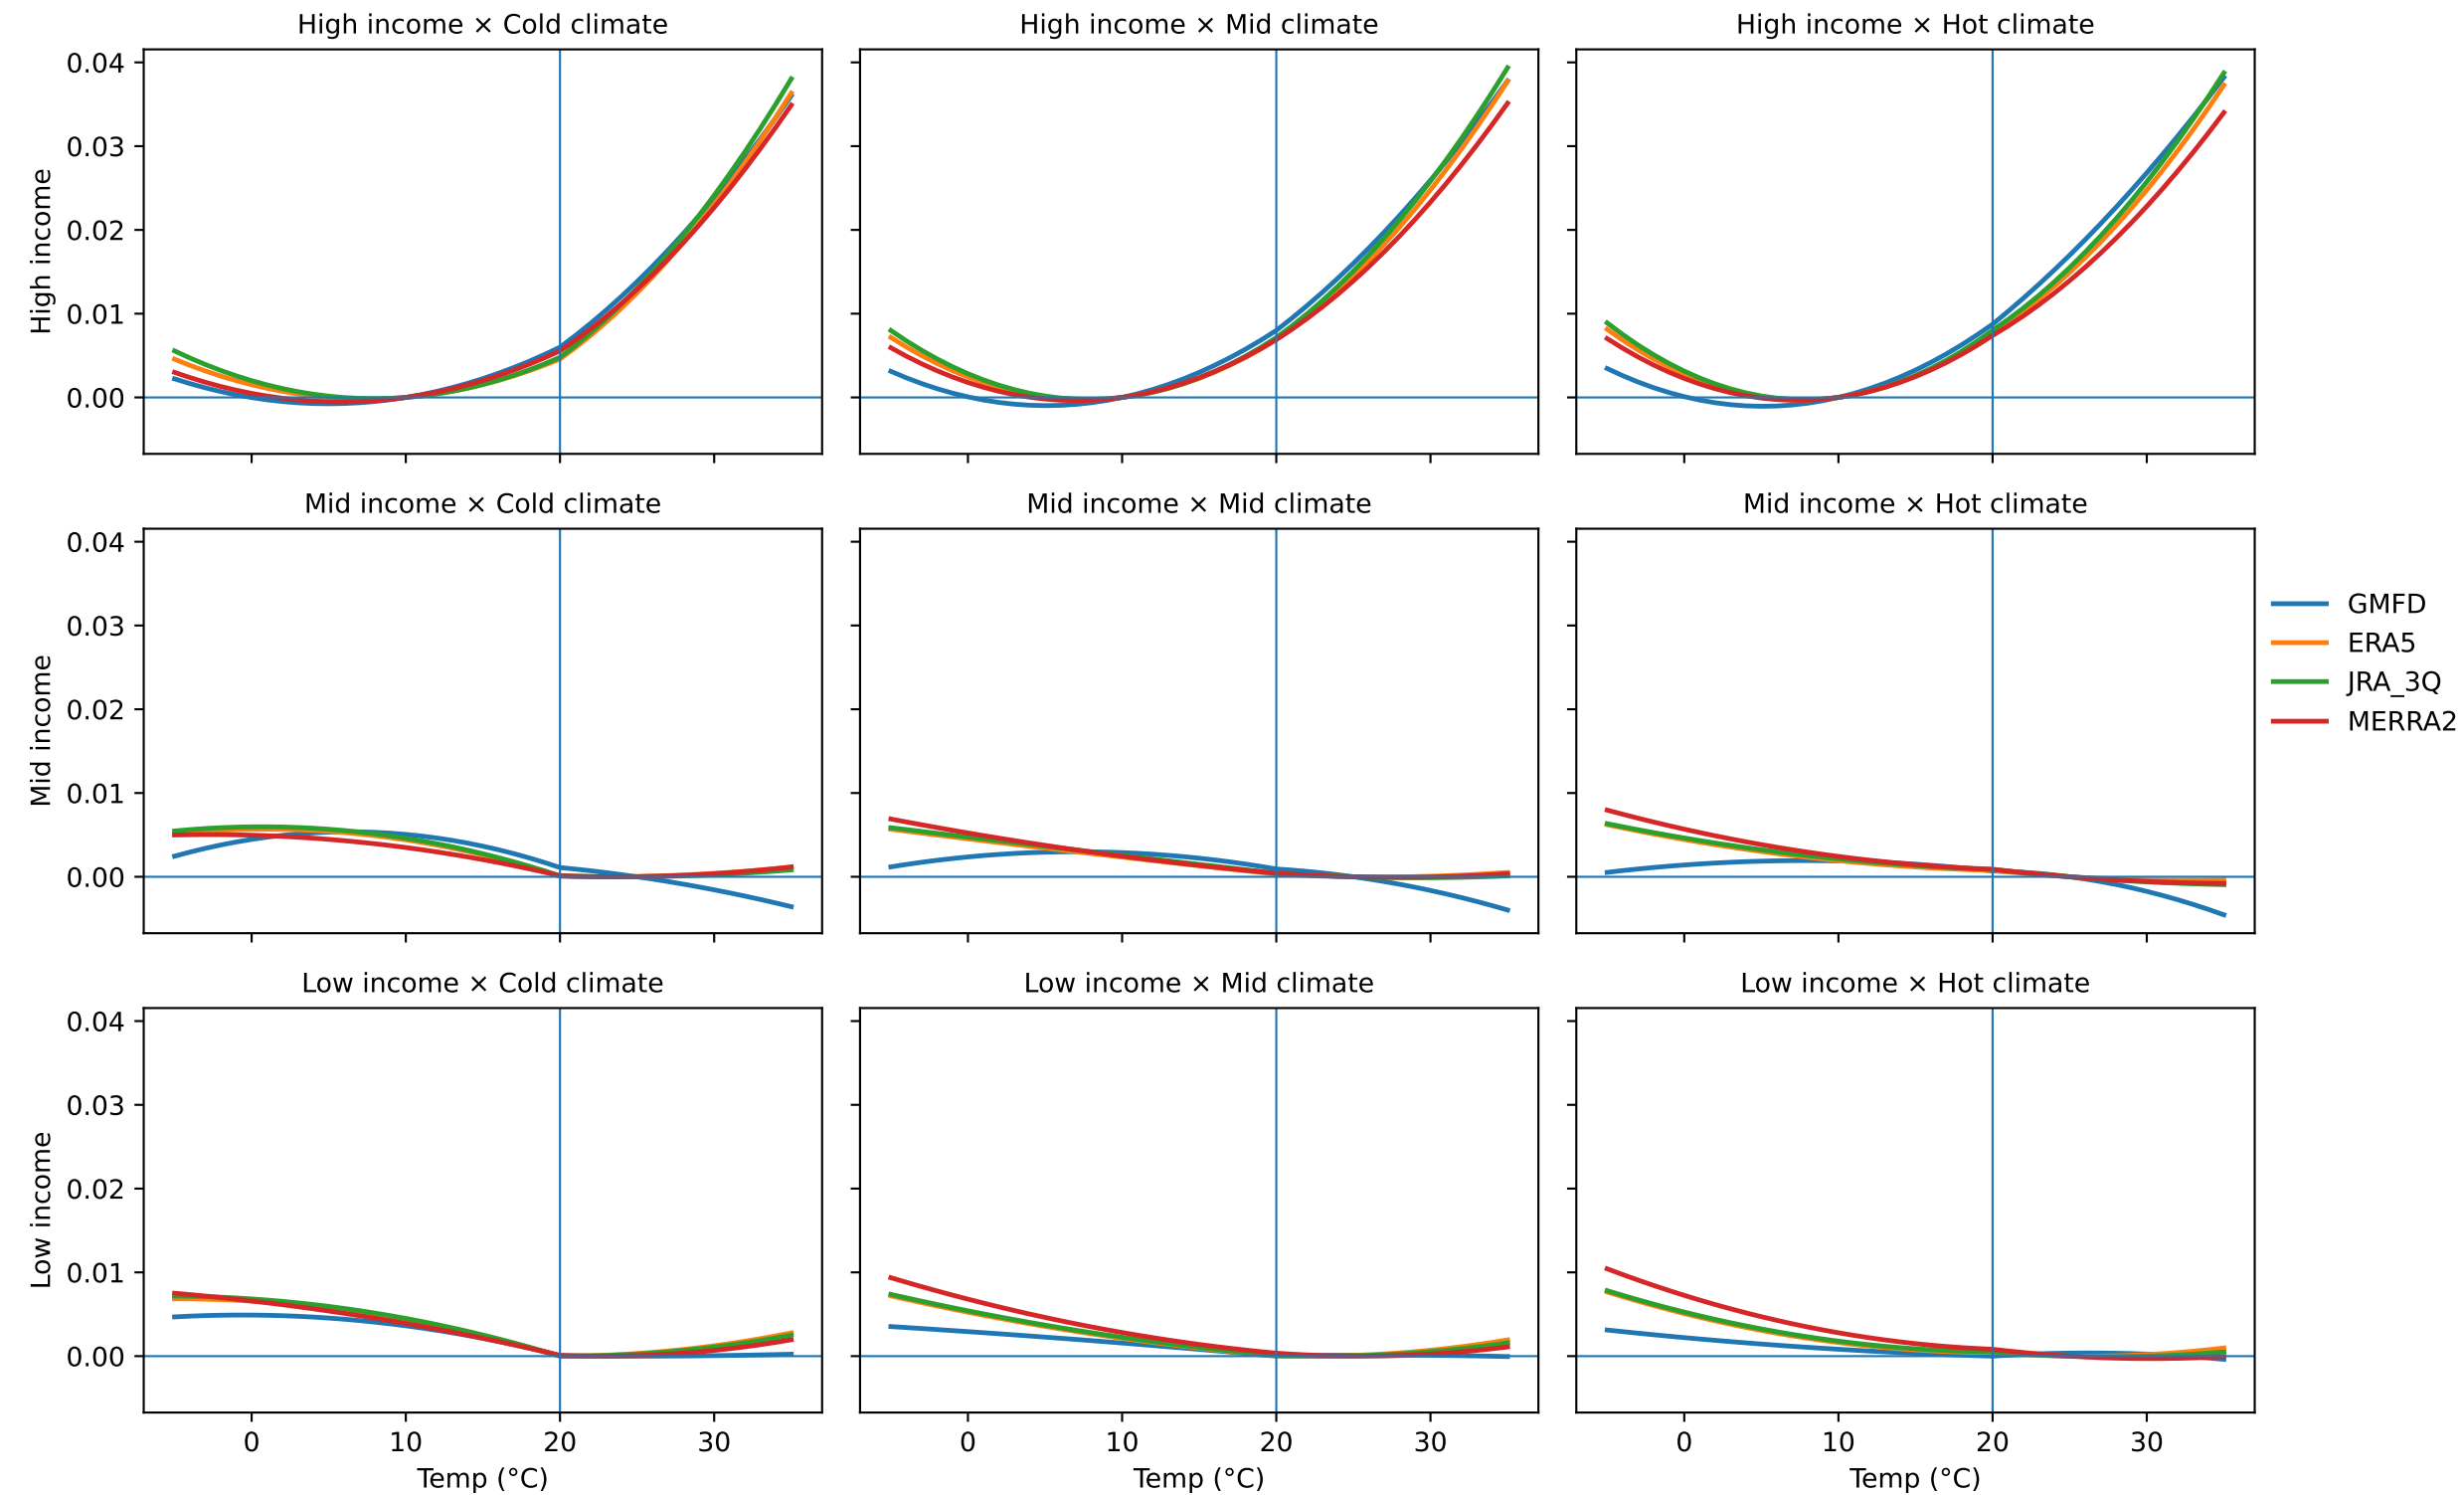 High income × Cold climate
High income × Mid climate
High income × Hot climate
High income
0.04
0.03
0.02
0.01
0.00
Mid income × Cold climate
Mid income × Mid climate
Mid income × Hot climate
Mid income
0.04
0.03
0.02
0.01
0.00
GMFD
ERA5
JRA_3Q
MERRA2
Low income × Cold climate
Low income × Mid climate
Low income × Hot climate
Low income
0.04
0.03
0.02
0.01
0.00
0 10 20 30
0 10 20 30
0 10 20 30
Temp (°C)
Temp (°C)
Temp (°C)